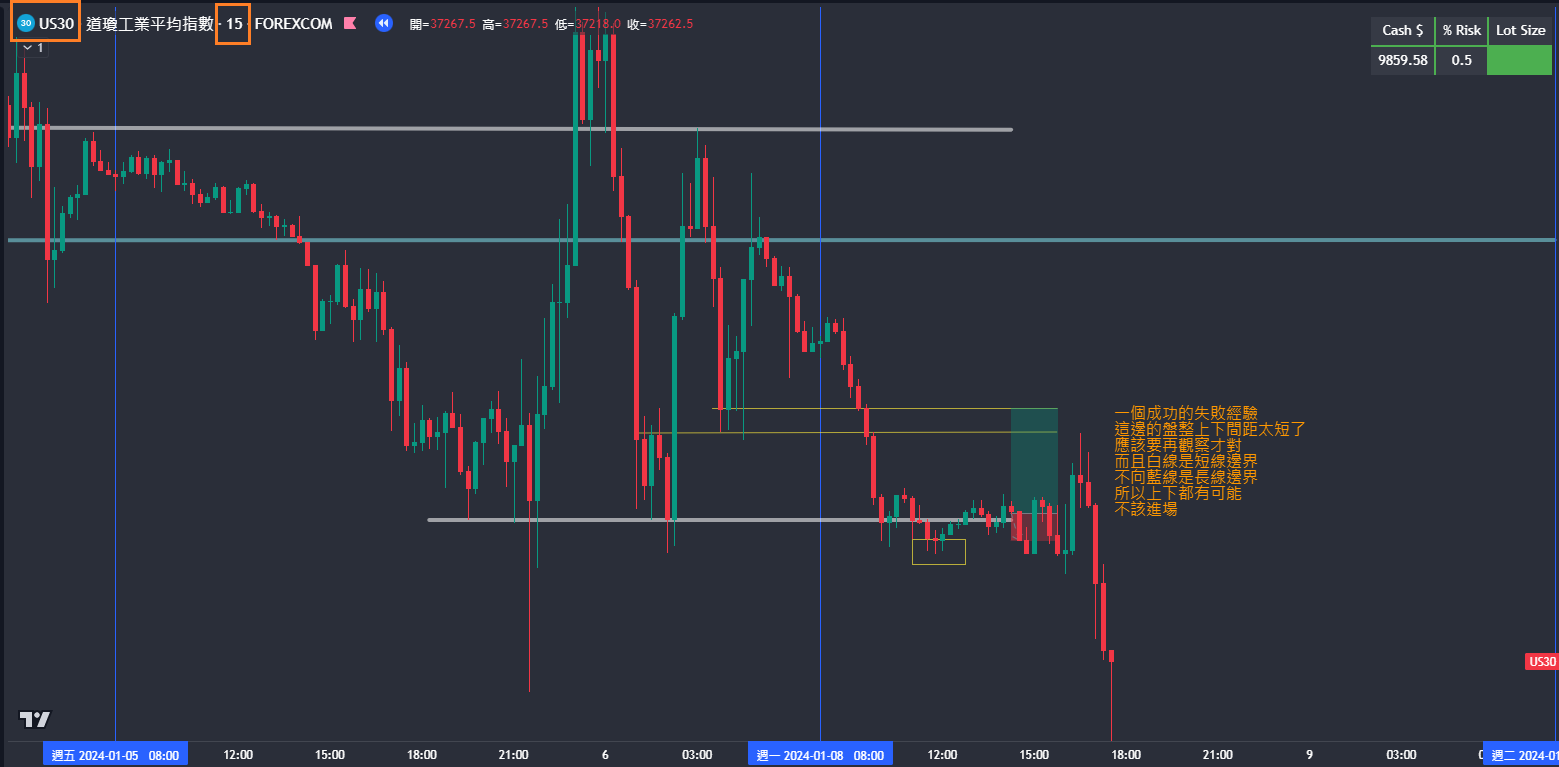 30 US30 道瓊工業平均指數 · 15 · FOREXCOM 開=37267.5 高=37267.5 低=37218.0 收=37262.5
1
Cash $ % Risk Lot Size
9859.58 0.5
一個成功的失敗經驗
這邊的盤整上下間距太短了
應該要再觀察才對
而且白線是短線邊界
不向藍線是長線邊界
所以上下都有可能
不該進場
US30
週五 2024-01-05 08:00 12:00 15:00 18:00 21:00 6 03:00 週一 2024-01-08 08:00 12:00 15:00 18:00 21:00 9 03:00 週二 2024-01